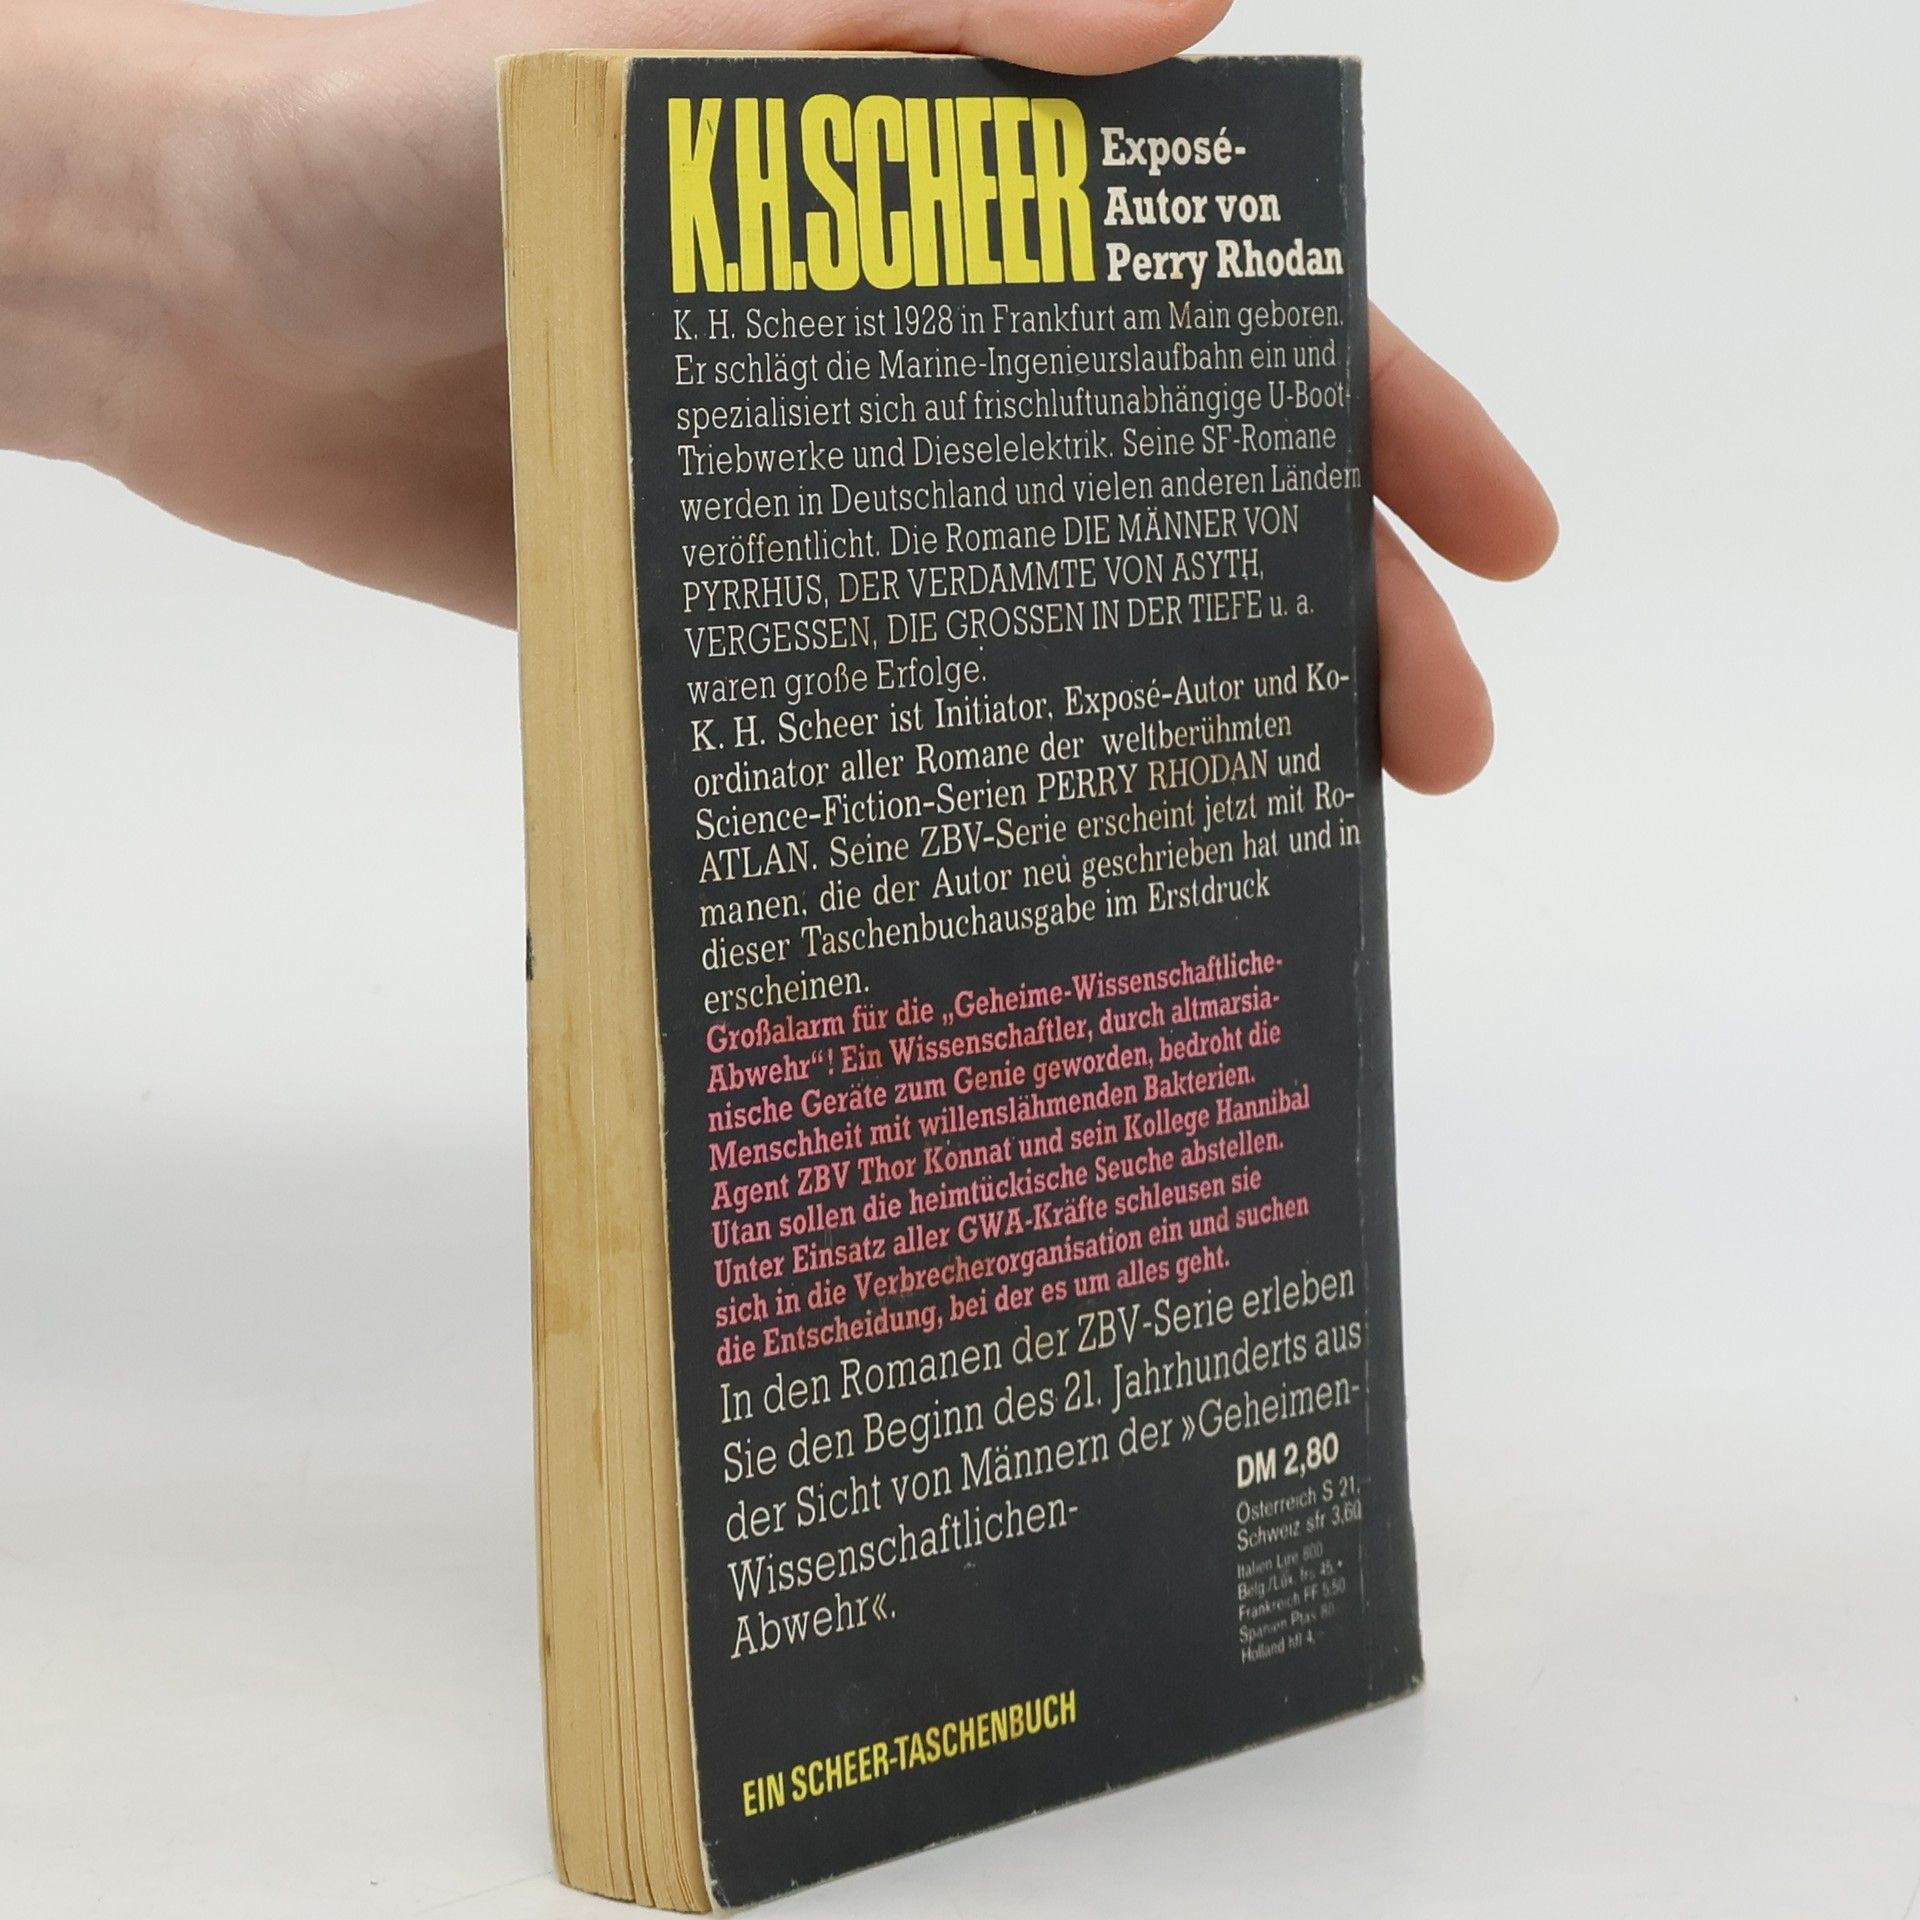 K.H.SCHEER
Exposé-
Autor von
Perry Rhodan
K. H. Scheer ist 1928 in Frankfurt am Main geboren.
Er schlägt die Marine-Ingenieurslaufbahn ein und
spezialisiert sich auf frischluftunabhängige U-Boot-
Triebwerke und Dieselelektrik. Seine SF-Romane
werden in Deutschland und vielen anderen Ländern
veröffentlicht. Die Romane DIE MÄNNER VON
PYRRHUS, DER VERDAMMTE VON ASYTH,
VERGESSEN, DIE GROSSEN IN DER TIEFE u. a.
waren große Erfolge.
K. H. Scheer ist Initiator, Exposé-Autor und Ko-
ordinator aller Romane der weltberühmten
Science-Fiction-Serien PERRY RHODAN und
ATLAN. Seine ZBV-Serie erscheint jetzt mit Ro-
manen, die der Autor neu geschrieben hat und in
dieser Taschenbuchausgabe im Erstdruck
erscheinen.
Großalarm für die „Geheime-Wissenschaftliche-
Abwehr“! Ein Wissenschaftler, durch altmarsia-
nische Geräte zum Genie geworden, bedroht die
Menschheit mit willenslähmenden Bakterien.
Agent ZBV Thor Konnat und sein Kollege Hannibal
Utan sollen die heimtückische Seuche abstellen.
Unter Einsatz aller GWA-Kräfte schleusen sie
sich in die Verbrecherorganisation ein und suchen
die Entscheidung, bei der es um alles geht.
In den Romanen der ZBV-Serie erleben
Sie den Beginn des 21. Jahrhunderts aus
der Sicht von Männern der »Geheimen-
Wissenschaftlichen-
Abwehr«.
DM 2,80
Österreich S 21,-
Schweiz sfr 3,60
Italien Lire 800
Belg./Lux. frs 45,-
Frankreich FF 5,50
Spanien Ptas 80
Holland hfl 4,-
EIN SCHEER-TASCHENBUCH